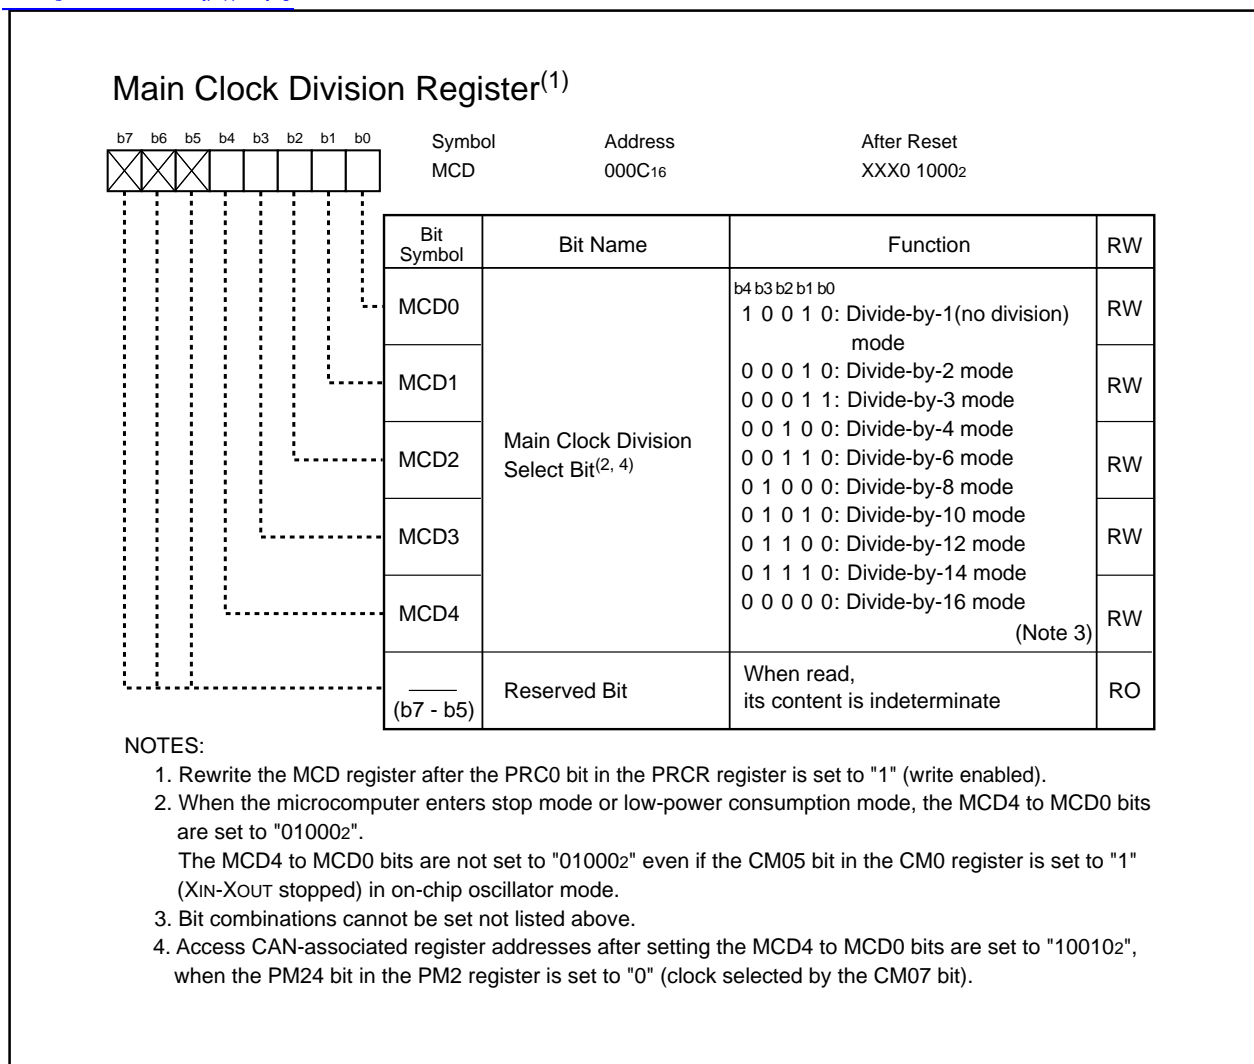 Main Clock Division Register(1)
b7 b6 b5 b4 b3 b2 b1 b0
Symbol Address After Reset
MCD 000C16 XXX0 10002
Bit Symbol Bit Name Function RW
MCD0 RW
MCD1 RW
MCD2 RW
MCD3 RW
MCD4 RW
Main Clock Division
Select Bit(2, 4)
b4 b3 b2 b1 b0
1 0 0 1 0: Divide-by-1(no division)
mode
0 0 0 1 0: Divide-by-2 mode
0 0 0 1 1: Divide-by-3 mode
0 0 1 0 0: Divide-by-4 mode
0 0 1 1 0: Divide-by-6 mode
0 1 0 0 0: Divide-by-8 mode
0 1 0 1 0: Divide-by-10 mode
0 1 1 0 0: Divide-by-12 mode
0 1 1 1 0: Divide-by-14 mode
0 0 0 0 0: Divide-by-16 mode
(Note 3)
(b7 - b5) Reserved Bit When read,
its content is indeterminate RO
NOTES:
1. Rewrite the MCD register after the PRC0 bit in the PRCR register is set to "1" (write enabled).
2. When the microcomputer enters stop mode or low-power consumption mode, the MCD4 to MCD0 bits
are set to "010002".
The MCD4 to MCD0 bits are not set to "010002" even if the CM05 bit in the CM0 register is set to "1"
(XIN-XOUT stopped) in on-chip oscillator mode.
3. Bit combinations cannot be set not listed above.
4. Access CAN-associated register addresses after setting the MCD4 to MCD0 bits are set to "100102",
when the PM24 bit in the PM2 register is set to "0" (clock selected by the CM07 bit).